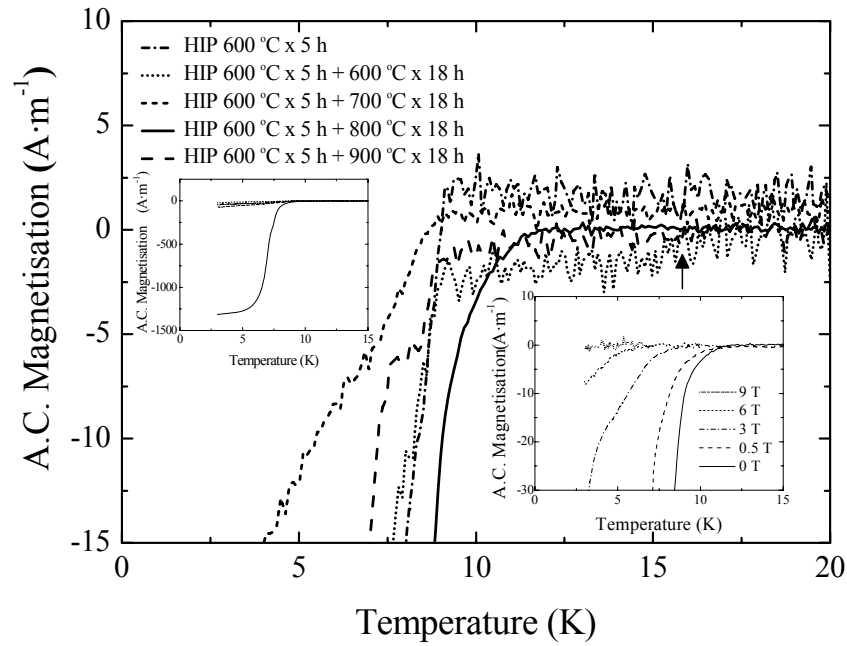 A.C. Magnetisation (A·m⁻¹)
10
5
0
-5
-10
-15
HIP 600 °C x 5 h
HIP 600 °C x 5 h + 600 °C x 18 h
HIP 600 °C x 5 h + 700 °C x 18 h
HIP 600 °C x 5 h + 800 °C x 18 h
HIP 600 °C x 5 h + 900 °C x 18 h
A.C. Magnetisation (A·m⁻¹)
0
-500
-1000
-1250
0 5 10 15
Temperature (K)
A.C. Magnetisation(A·m⁻¹)
10
0
-10
-20
-30
9 T
6 T
3 T
0.5 T
0 T
0 5 10 15
Temperature (K)
0 5 10 15 20
Temperature (K)